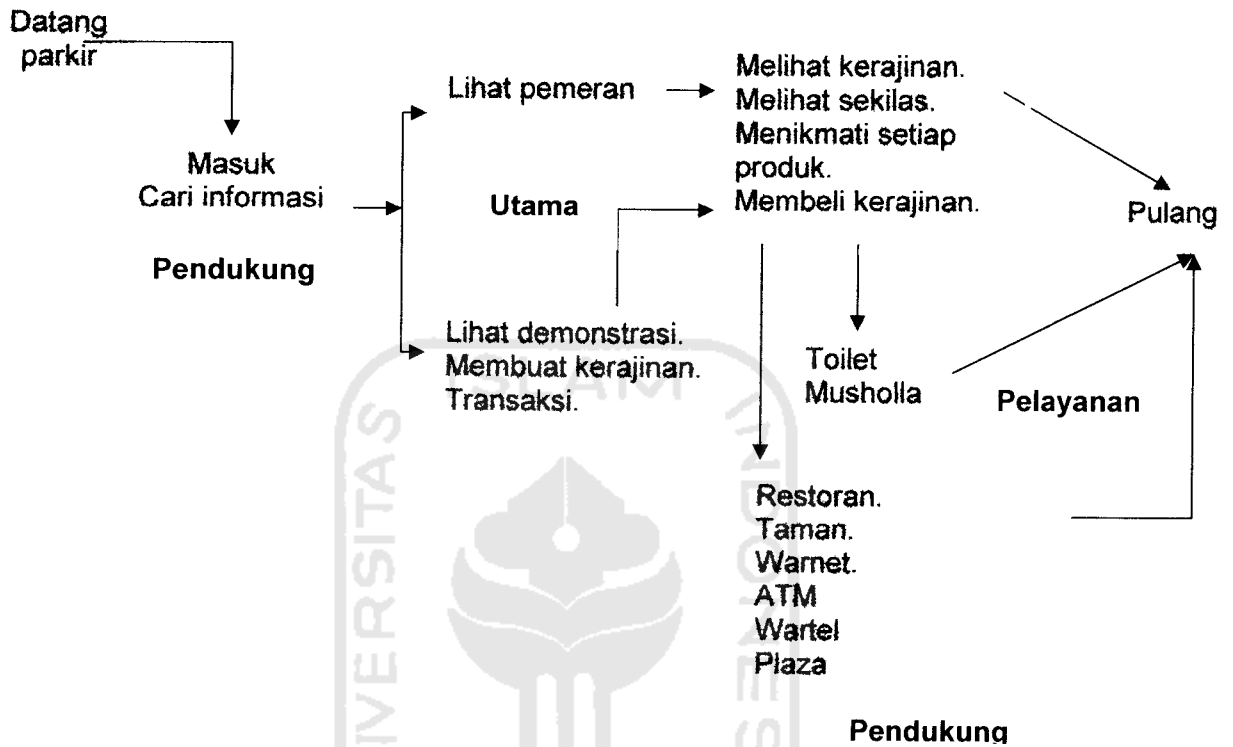 Datang
parkir
Masuk
Cari informasi
Pendukung
Lihat pemeran
Utama
Lihat demonstrasi.
Membuat kerajinan.
Transaksi.
Melihat kerajinan.
Melihat sekilas.
Menikmati setiap
produk.
Membeli kerajinan.
Pulang
Toilet
Musholla
Pelayanan
Restoran.
Taman.
Warnet.
ATM
Wartel
Plaza
Pendukung
ISLAM